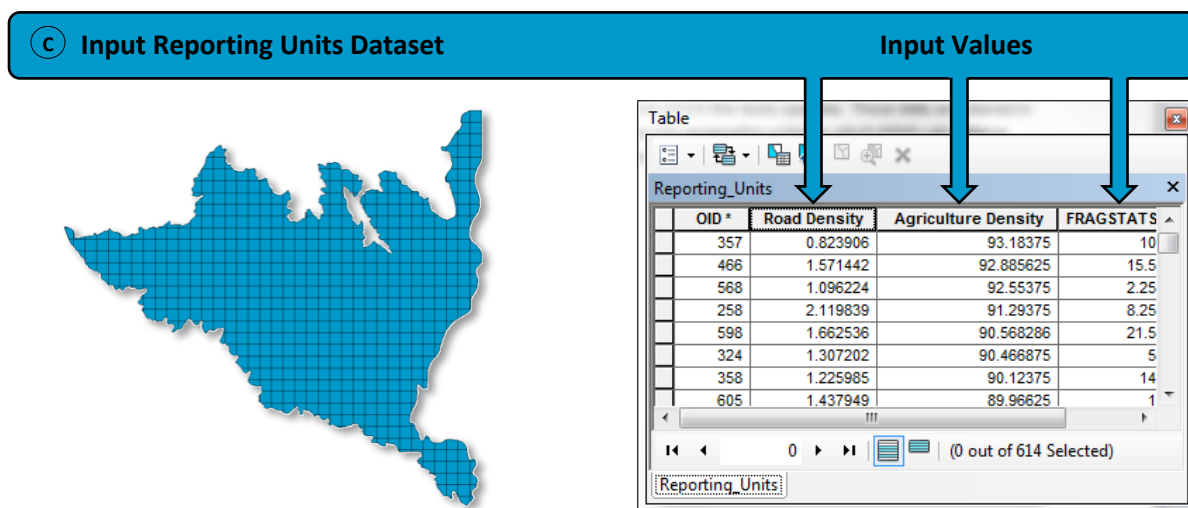 C Input Reporting Units Dataset Input Values
Table
Reporting_Units
OID * Road Density Agriculture Density FRAGSTATS
357 0.823906 93.18375 10
466 1.571442 92.885625 15.5
568 1.096224 92.55375 2.25
258 2.119839 91.29375 8.25
598 1.662536 90.568286 21.5
324 1.307202 90.466875 5
358 1.225985 90.12375 14
605 1.437949 89.96625 1
0 (0 out of 614 Selected)
Reporting_Units